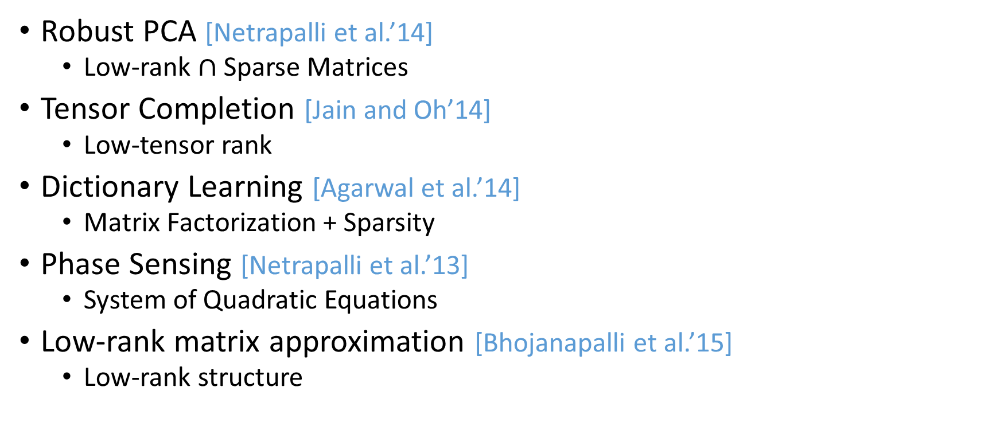 • Robust PCA [Netrapalli et al.’14]
• Low-rank ∩ Sparse Matrices
• Tensor Completion [Jain and Oh’14]
• Low-tensor rank
• Dictionary Learning [Agarwal et al.’14]
• Matrix Factorization + Sparsity
• Phase Sensing [Netrapalli et al.’13]
• System of Quadratic Equations
• Low-rank matrix approximation [Bhojanapalli et al.’15]
• Low-rank structure